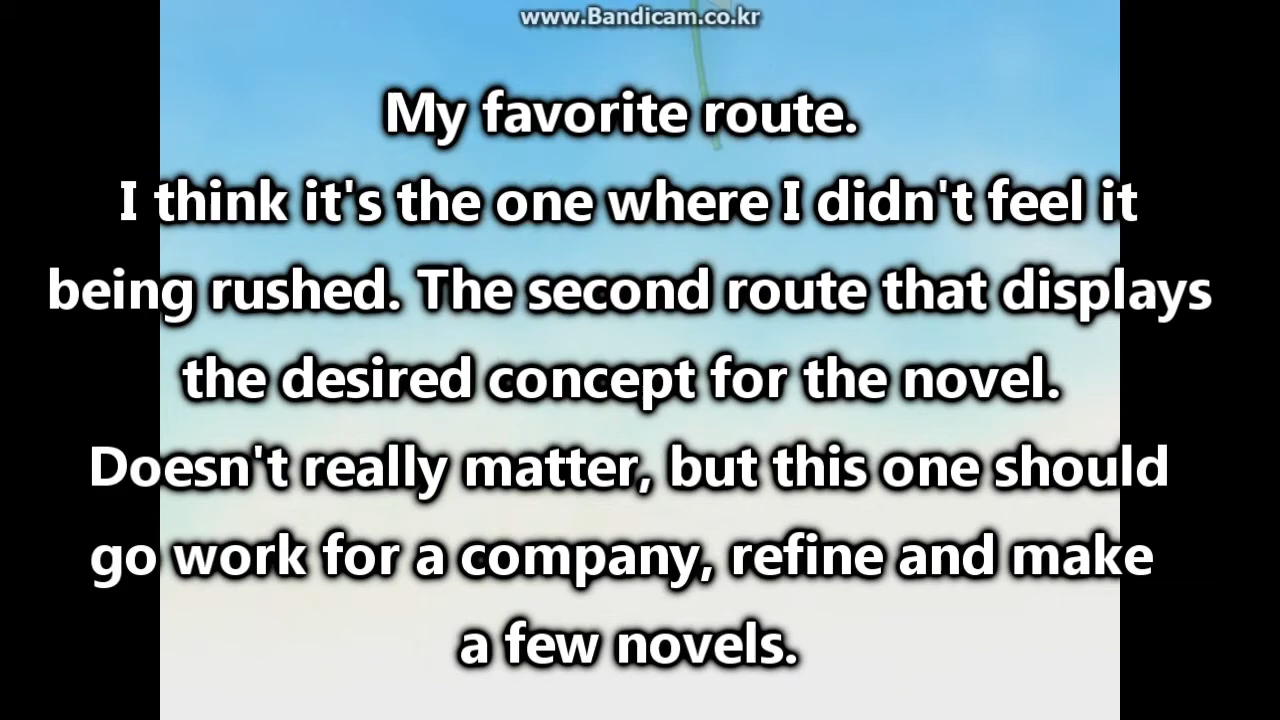 www.Bandicam.co.kr
My favorite route.
I think it's the one where I didn't feel it
being rushed. The second route that displays
the desired concept for the novel.
Doesn't really matter, but this one should
go work for a company, refine and make
a few novels.